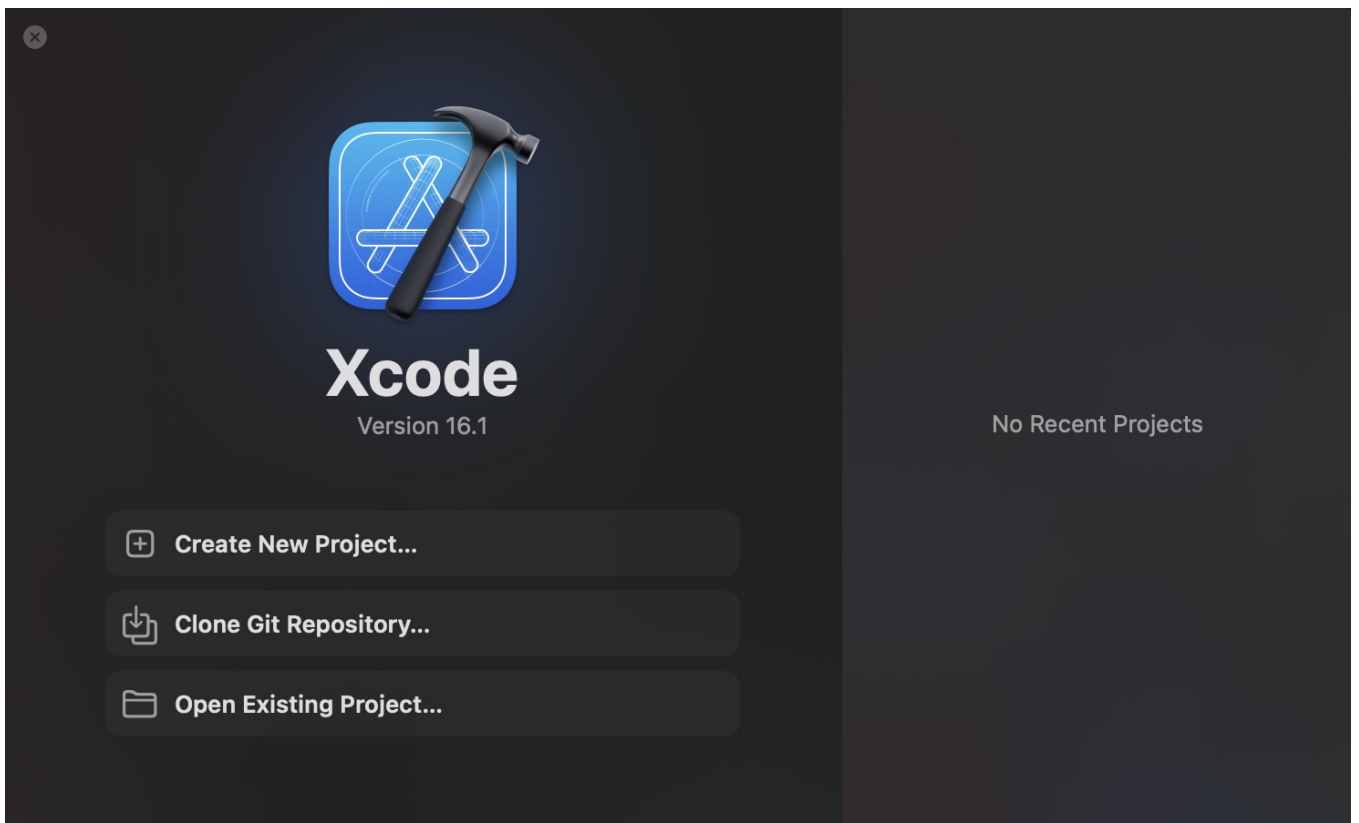 Xcode
Version 16.1
No Recent Projects
Create New Project...
Clone Git Repository...
Open Existing Project...